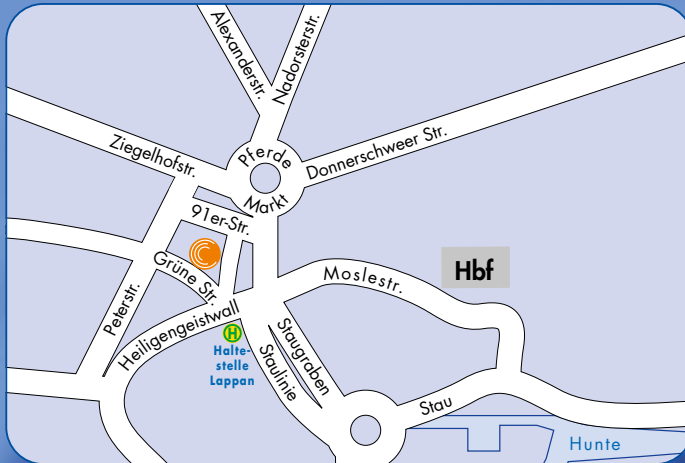 Alexanderstr.
Nadorsterstr.
Ziegelhofstr.
Pferde
Markt
Donnerschweer Str.
91er-Str.
Grüne Str.
Peterstr.
Heiligengeistwall
Moslestr.
Hbf
H
Halte-
stelle
Lappan
Staugraben
Staulinie
Stau
Hunte